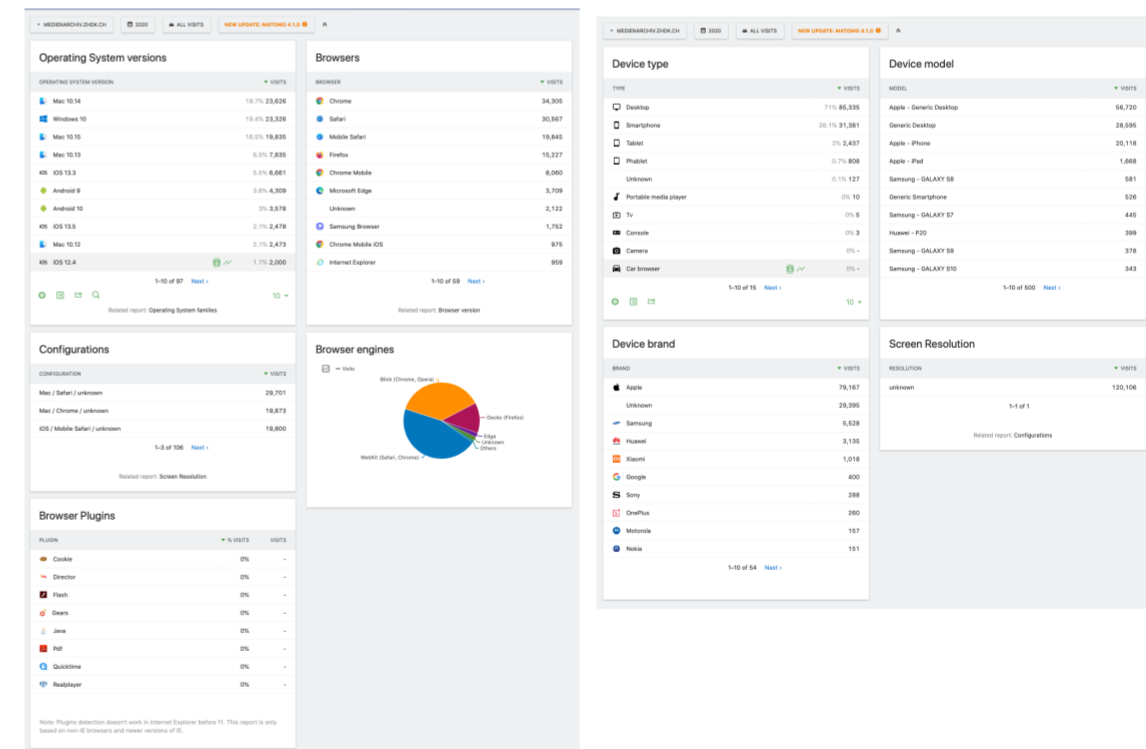 MEDIENARCHIV.ZHDK.CH 2020 ALL VISITS NEW UPDATE: MATOMO 4.1.0
Operating System versions
OPERATING SYSTEM VERSION VISITS
Mac 10.14 19.7% 23,626
Windows 10 19.4% 23,326
Mac 10.15 16.5% 19,835
Mac 10.13 6.5% 7,835
iOS iOS 13.3 5.5% 6,661
Android 9 3.6% 4,309
Android 10 3% 3,578
iOS iOS 13.5 2.1% 2,478
Mac 10.12 2.1% 2,473
iOS iOS 12.4 1.7% 2,000
1–10 of 97 Next ›
10
Related report: Operating System families
Browsers
BROWSER VISITS
Chrome 34,305
Safari 30,567
Mobile Safari 19,845
Firefox 15,227
Chrome Mobile 8,060
Microsoft Edge 3,709
Unknown 2,122
Samsung Browser 1,752
Chrome Mobile iOS 975
Internet Explorer 959
1–10 of 59 Next ›
Related report: Browser version
Configurations
CONFIGURATION VISITS
Mac / Safari / unknown 29,701
Mac / Chrome / unknown 19,873
iOS / Mobile Safari / unknown 19,800
1–3 of 106 Next ›
Related report: Screen Resolution
Browser engines
Visits
Blink (Chrome, Opera)
Gecko (Firefox)
Edge
Unknown
Others
WebKit (Safari, Chrome)
Browser Plugins
PLUGIN % VISITS VISITS
Cookie 0% -
Director 0% -
Flash 0% -
Gears 0% -
Java 0% -
Pdf 0% -
Quicktime 0% -
Realplayer 0% -
Note: Plugins detection doesn't work in Internet Explorer before 11. This report is only
based on non-IE browsers and newer versions of IE.
MEDIENARCHIV.ZHDK.CH 2020 ALL VISITS NEW UPDATE: MATOMO 4.1.0
Device type
TYPE VISITS
Desktop 71% 85,335
Smartphone 26.1% 31,381
Tablet 2% 2,437
Phablet 0.7% 808
Unknown 0.1% 127
Portable media player 0% 10
Tv 0% 5
Console 0% 3
Camera 0% -
Car browser 0% -
1–10 of 15 Next ›
10
Device model
MODEL VISITS
Apple - Generic Desktop 56,720
Generic Desktop 28,595
Apple - iPhone 20,118
Apple - iPad 1,668
Samsung - GALAXY S8 581
Generic Smartphone 526
Samsung - GALAXY S7 445
Huawei - P20 399
Samsung - GALAXY S9 378
Samsung - GALAXY S10 343
1–10 of 500 Next ›
Device brand
BRAND VISITS
Apple 79,167
Unknown 29,395
Samsung 5,528
Huawei 3,135
Xiaomi 1,018
Google 400
Sony 288
OnePlus 260
Motorola 157
Nokia 151
1–10 of 54 Next ›
Screen Resolution
RESOLUTION VISITS
unknown 120,106
1–1 of 1
Related report: Configurations